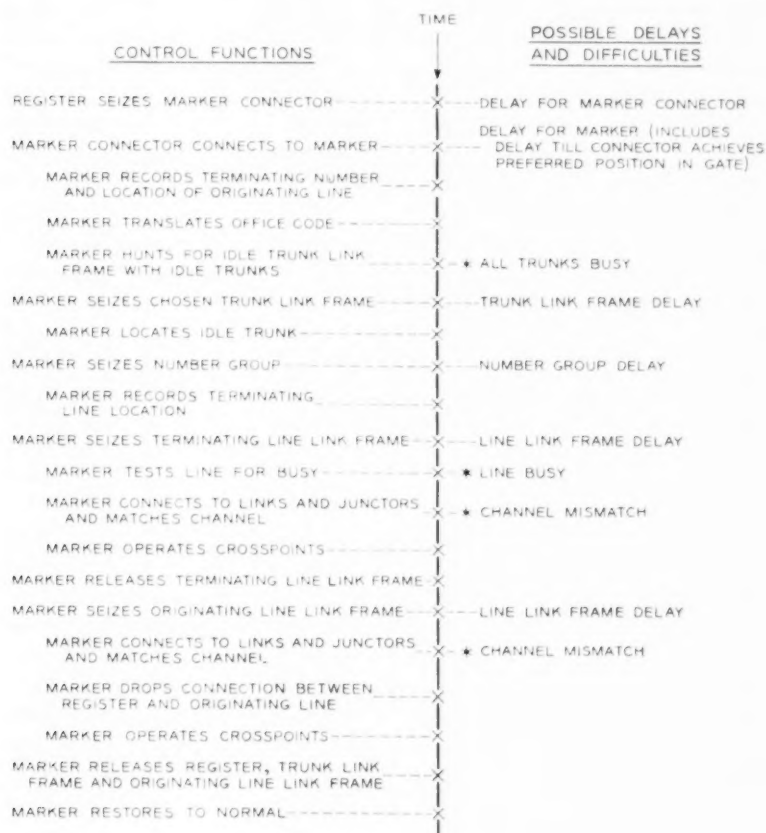 TIME
CONTROL FUNCTIONS
POSSIBLE DELAYS
AND DIFFICULTIES
REGISTER SEIZES MARKER CONNECTOR
DELAY FOR MARKER CONNECTOR
MARKER CONNECTOR CONNECTS TO MARKER
DELAY FOR MARKER (INCLUDES
DELAY TILL CONNECTOR ACHIEVES
PREFERRED POSITION IN GATE)
MARKER RECORDS TERMINATING NUMBER
AND LOCATION OF ORIGINATING LINE
MARKER TRANSLATES OFFICE CODE
MARKER HUNTS FOR IDLE TRUNK LINK
FRAME WITH IDLE TRUNKS
* ALL TRUNKS BUSY
MARKER SEIZES CHOSEN TRUNK LINK FRAME
TRUNK LINK FRAME DELAY
MARKER LOCATES IDLE TRUNK
MARKER SEIZES NUMBER GROUP
NUMBER GROUP DELAY
MARKER RECORDS TERMINATING
LINE LOCATION
MARKER SEIZES TERMINATING LINE LINK FRAME
LINE LINK FRAME DELAY
MARKER TESTS LINE FOR BUSY
* LINE BUSY
MARKER CONNECTS TO LINKS AND JUNCTORS
AND MATCHES CHANNEL
* CHANNEL MISMATCH
MARKER OPERATES CROSSPOINTS
MARKER RELEASES TERMINATING LINE LINK FRAME
MARKER SEIZES ORIGINATING LINE LINK FRAME
LINE LINK FRAME DELAY
MARKER CONNECTS TO LINKS AND JUNCTORS
AND MATCHES CHANNEL
* CHANNEL MISMATCH
MARKER DROPS CONNECTION BETWEEN
REGISTER AND ORIGINATING LINE
MARKER OPERATES CROSSPOINTS
MARKER RELEASES REGISTER, TRUNK LINK
FRAME AND ORIGINATING LINE LINK FRAME
MARKER RESTORES TO NORMAL